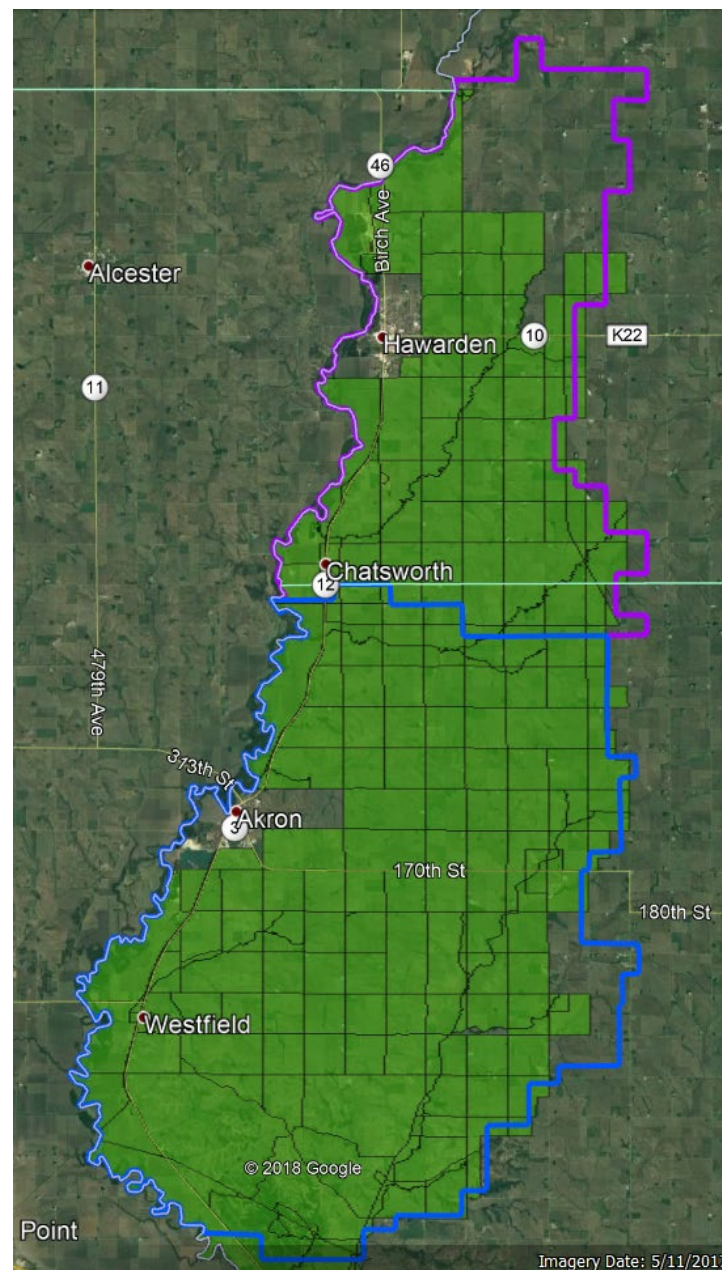 46
Birch Ave
Alcester
Hawarden
10
K22
11
Chatsworth
12
479th Ave
313th St
Akron
3
170th St
180th St
Westfield
© 2018 Google
Point
Imagery Date: 5/11/201